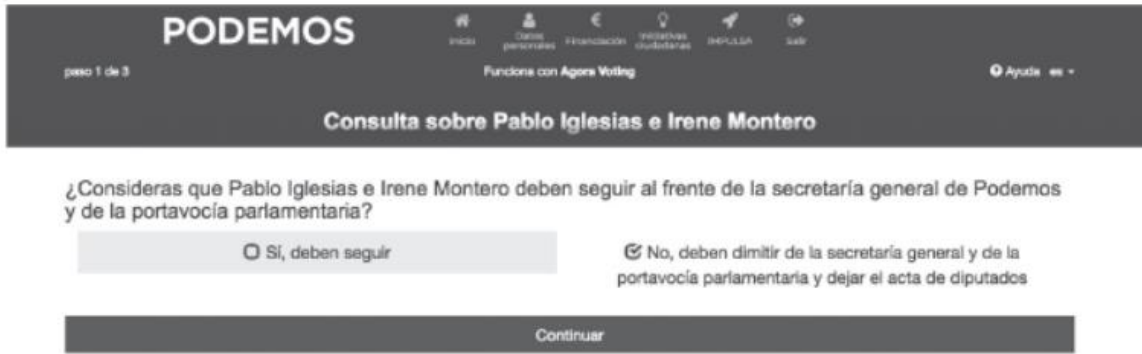 PODEMOS
Inicio
Datos personales
Financiación
Iniciativas ciudadanas
IMPULSA
Salir
paso 1 de 3
Funciona con Agora Voting
Ayuda es
Consulta sobre Pablo Iglesias e Irene Montero
¿Consideras que Pablo Iglesias e Irene Montero deben seguir al frente de la secretaría general de Podemos
y de la portavocía parlamentaria?
Sí, deben seguir
No, deben dimitir de la secretaría general y de la
portavocía parlamentaria y dejar el acta de diputados
Continuar